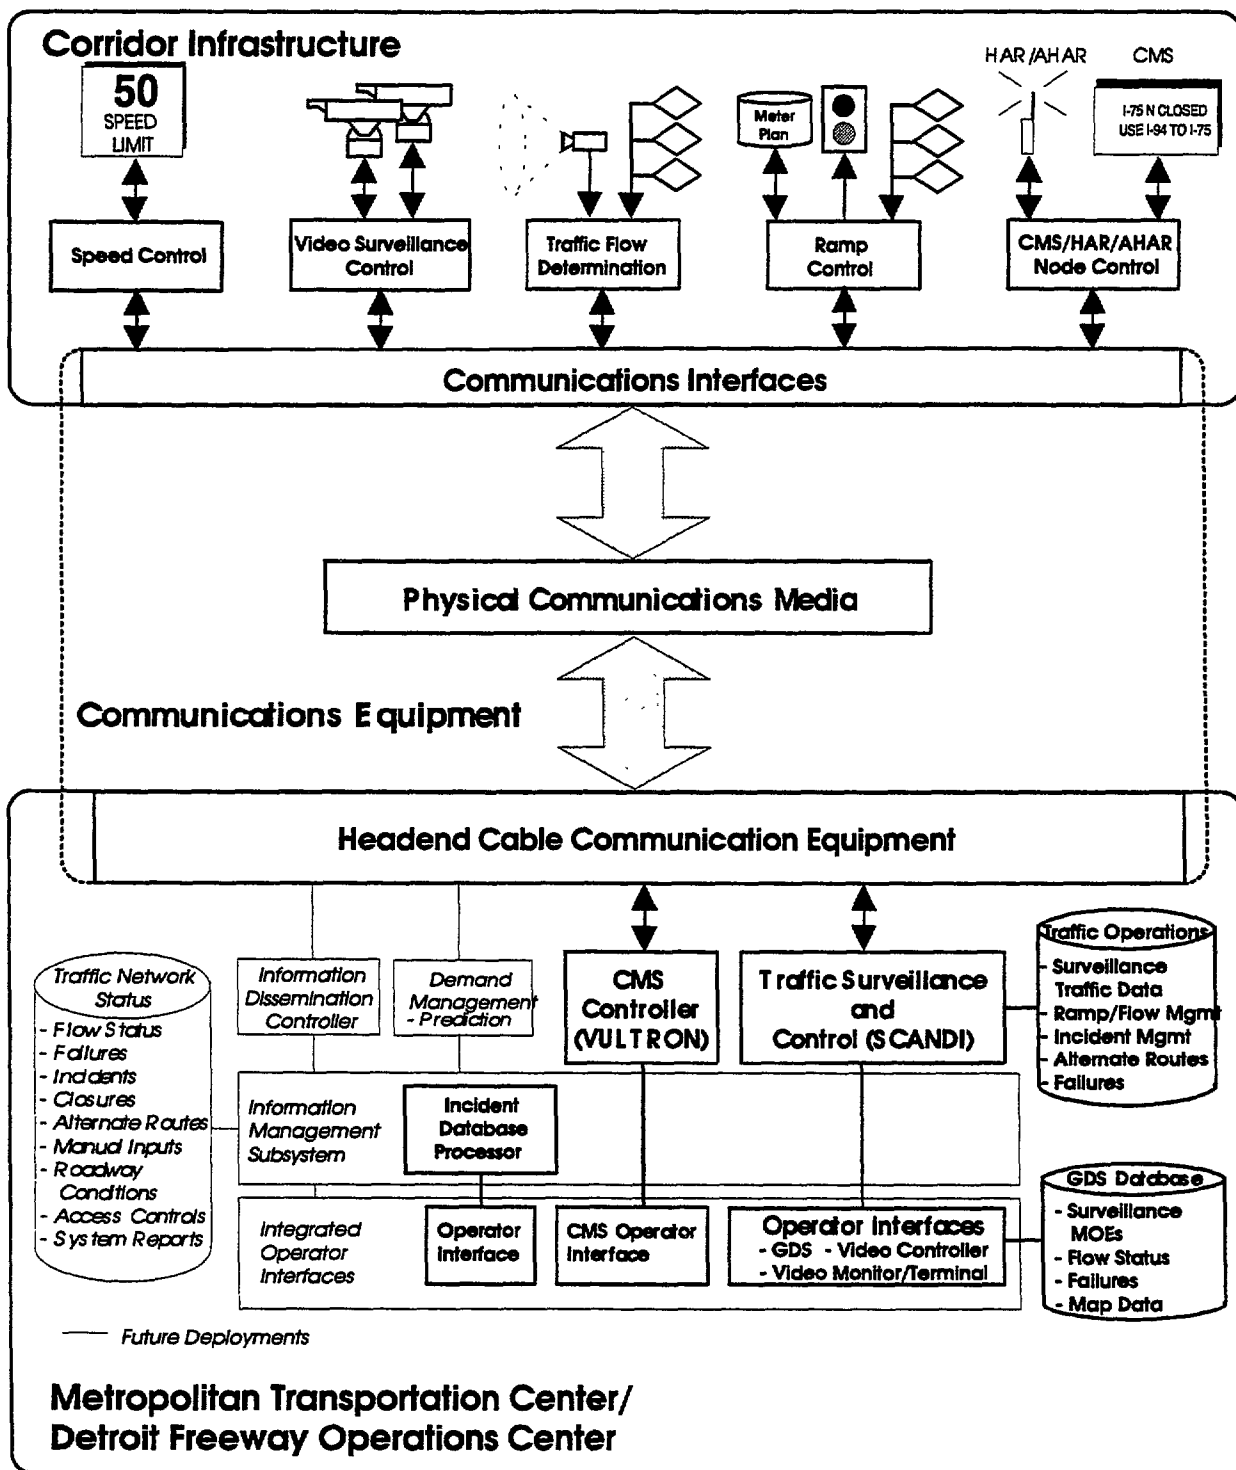 Corridor Infrastructure
50
SPEED
LIMIT
Meter
Plan
HAR/AHAR
CMS
I-75 N CLOSED
USE I-94 TO I-75
Speed Control
Video Surveillance
Control
Traffic Flow
Determination
Ramp
Control
CMS/HAR/AHAR
Node Control
Communications Interfaces
Physical Communications Media
Communications Equipment
Headend Cable Communication Equipment
Traffic Network
Status
- Flow Status
- Failures
- Incidents
- Closures
- Alternate Routes
- Manual Inputs
- Roadway
Conditions
- Access Controls
- System Reports
Information
Dissemination
Controller
Demand
Management
- Prediction
CMS
Controller
(VULTRON)
Traffic Surveillance
and
Control (SCANDI)
Traffic Operations
- Surveillance
Traffic Data
- Ramp/Flow Mgmt
- Incident Mgmt
- Alternate Routes
- Failures
Information
Management
Subsystem
Incident
Database
Processor
Integrated
Operator
Interfaces
Operator
Interface
CMS Operator
Interface
Operator Interfaces
- GDS - Video Controller
- Video Monitor/Terminal
GDS Database
- Surveillance
MOEs
- Flow Status
- Failures
- Map Data
Future Deployments
Metropolitan Transportation Center/
Detroit Freeway Operations Center